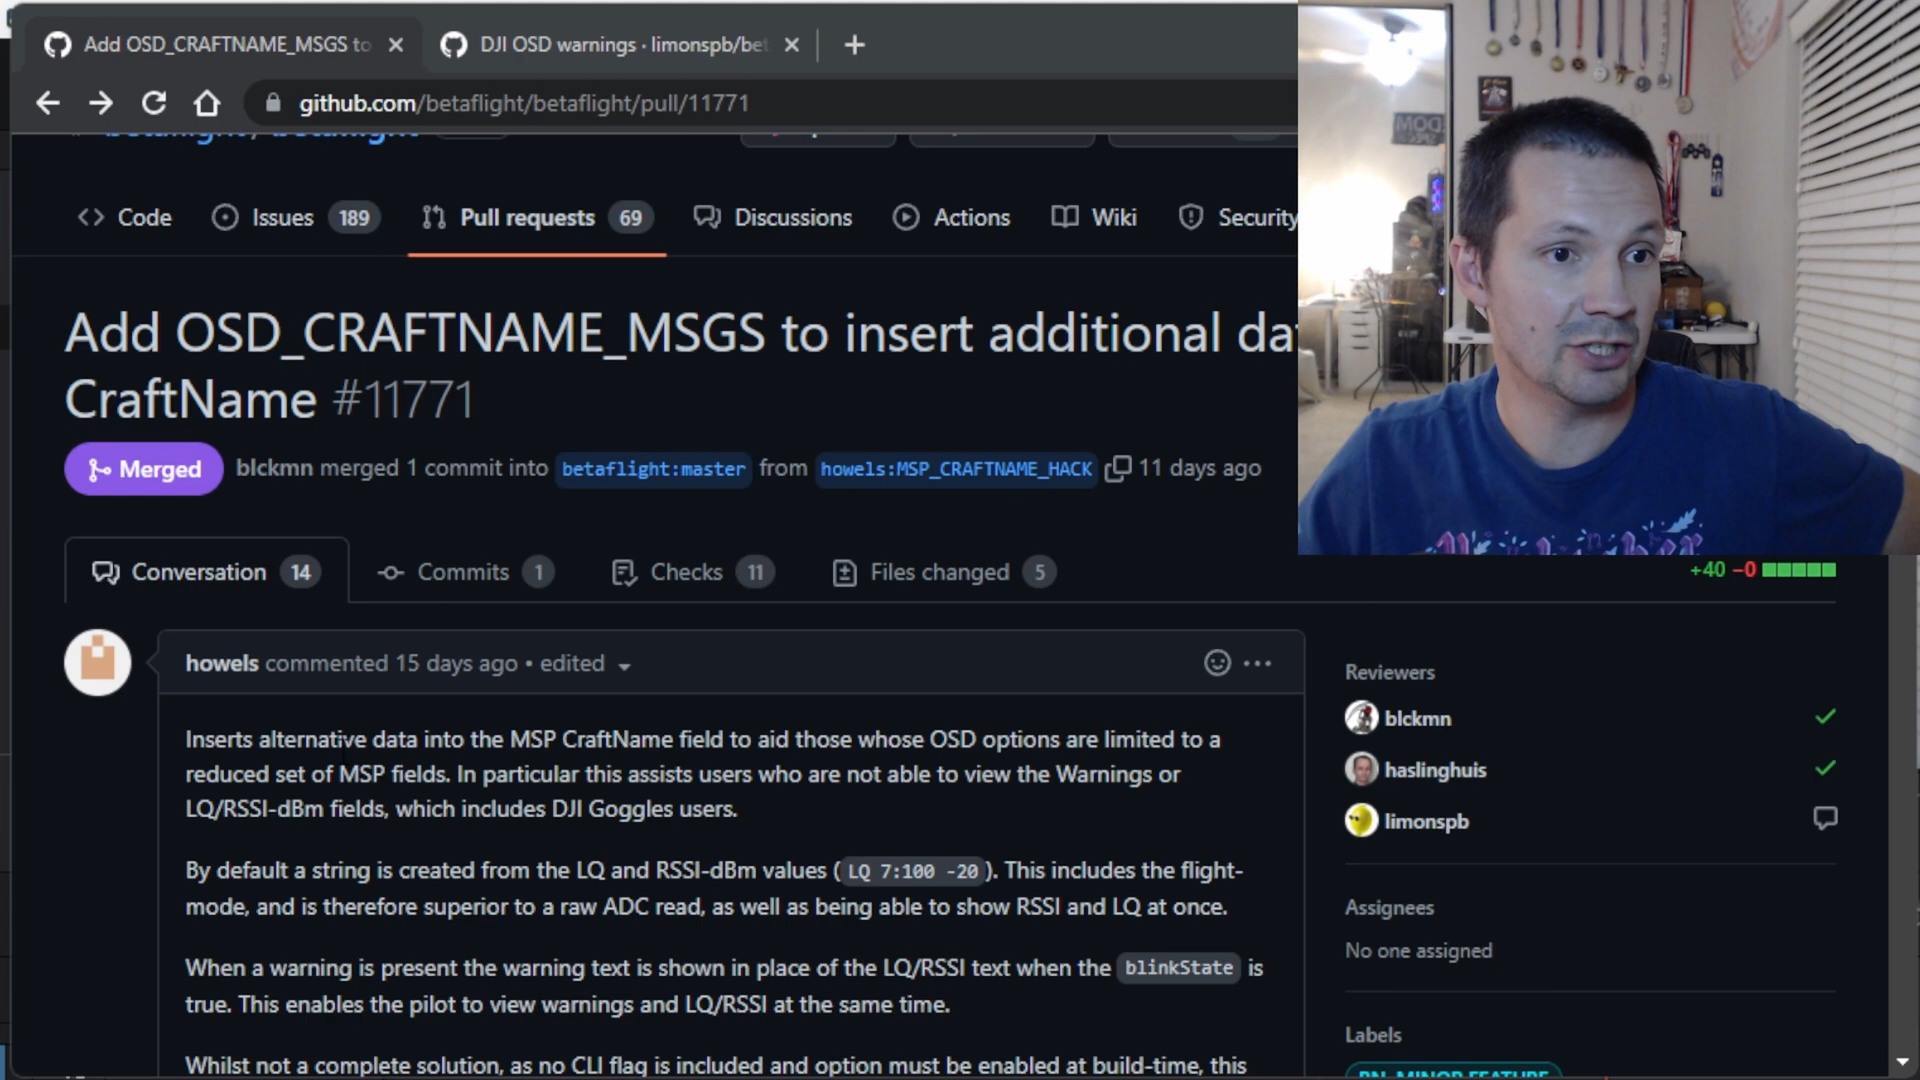 Add OSD_CRAFTNAME_MSGS to
DJI OSD warnings · limonspb/bet
github.com/betaflight/betaflight/pull/11771
betaflight/ betaflight
Code
Issues 189
Pull requests 69
Discussions
Actions
Wiki
Security
Add OSD_CRAFTNAME_MSGS to insert additional da
CraftName #11771
Merged blckmn merged 1 commit into betaflight:master from howels:MSP_CRAFTNAME_HACK 11 days ago
Conversation 14
Commits 1
Checks 11
Files changed 5
+40 −0
howels commented 15 days ago • edited
Inserts alternative data into the MSP CraftName field to aid those whose OSD options are limited to a
reduced set of MSP fields. In particular this assists users who are not able to view the Warnings or
LQ/RSSI-dBm fields, which includes DJI Goggles users.
By default a string is created from the LQ and RSSI-dBm values ( LQ 7:100 -20 ). This includes the flight-
mode, and is therefore superior to a raw ADC read, as well as being able to show RSSI and LQ at once.
When a warning is present the warning text is shown in place of the LQ/RSSI text when the blinkState is
true. This enables the pilot to view warnings and LQ/RSSI at the same time.
Whilst not a complete solution, as no CLI flag is included and option must be enabled at build-time, this
Reviewers
blckmn
haslinghuis
limonspb
Assignees
No one assigned
Labels
RN: MINOR FEATURE